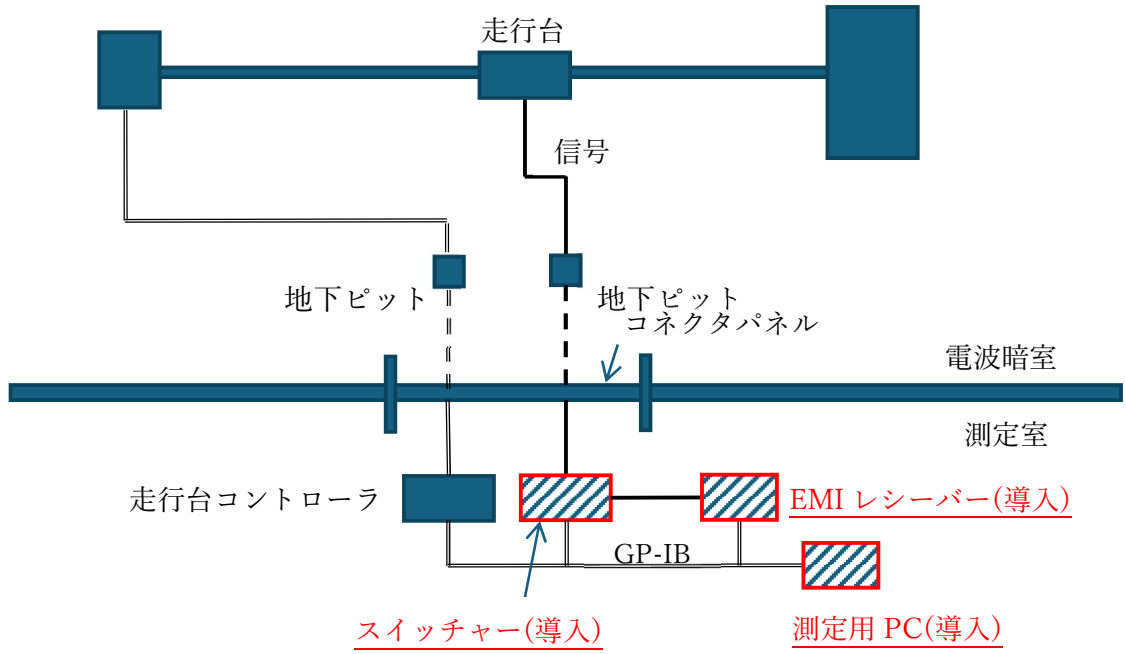 走行台
信号
地下ピット
地下ピット
コネクタパネル
電波暗室
測定室
走行台コントローラ
EMI レシーバー(導入)
GP-IB
スイッチャー(導入)
測定用 PC(導入)